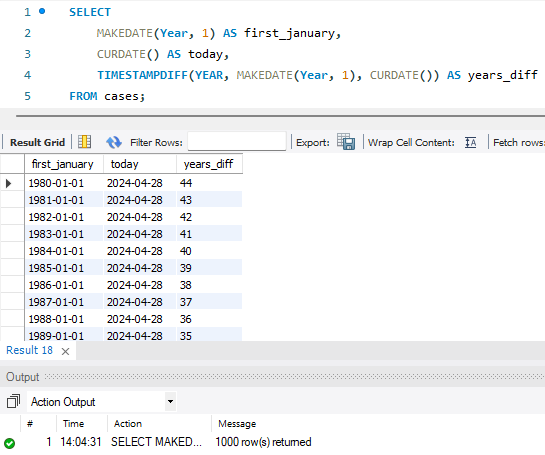 1 SELECT
2 MAKEDATE(Year, 1) AS first_january,
3 CURDATE() AS today,
4 TIMESTAMPDIFF(YEAR, MAKEDATE(Year, 1), CURDATE()) AS years_diff
5 FROM cases;
Result Grid Filter Rows: Export: Wrap Cell Content: IA Fetch rows:
first_january today years_diff
1980-01-01 2024-04-28 44
1981-01-01 2024-04-28 43
1982-01-01 2024-04-28 42
1983-01-01 2024-04-28 41
1984-01-01 2024-04-28 40
1985-01-01 2024-04-28 39
1986-01-01 2024-04-28 38
1987-01-01 2024-04-28 37
1988-01-01 2024-04-28 36
1989-01-01 2024-04-28 35
Result 18
Output
Action Output
# Time Action Message
1 14:04:31 SELECT MAKED... 1000 row(s) returned